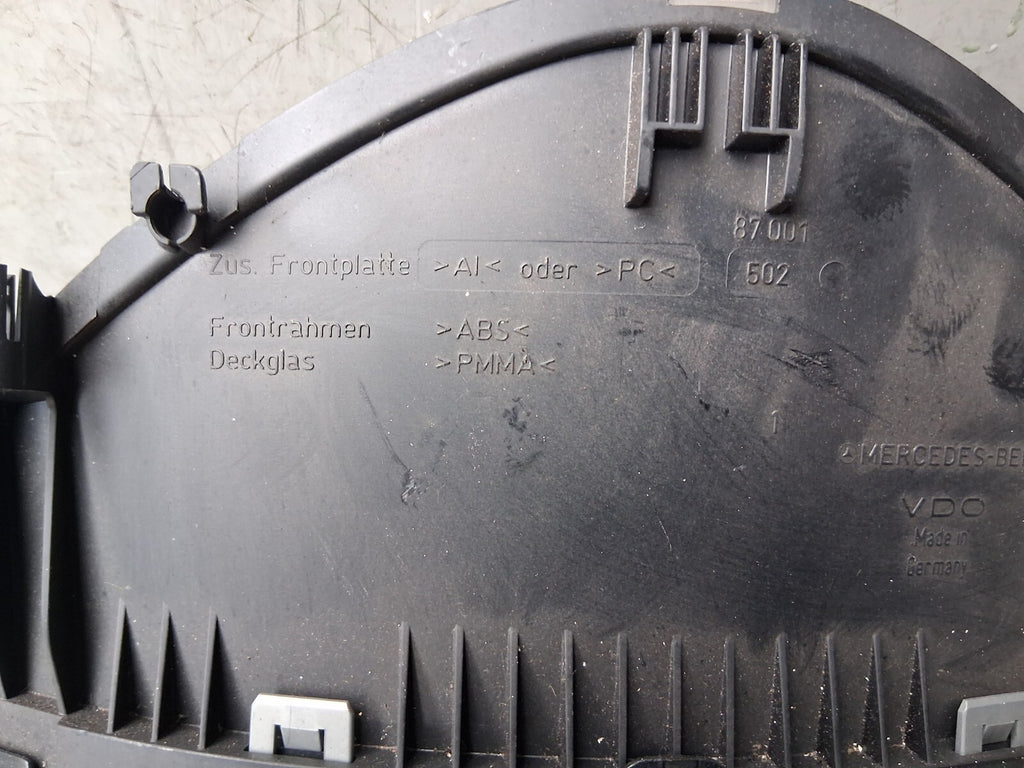 87.001
Zus. Frontplatte >Al< oder >PC< 502
Frontrahmen >ABS<
Deckglas >PMMA<
1
MERCEDES-BE
VDO
Made in
Germany